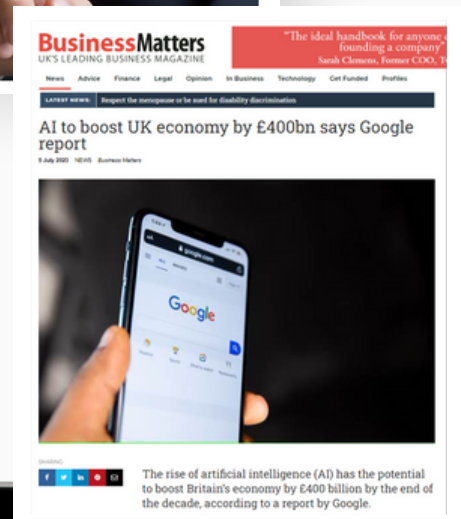 "The ideal handbook for anyone
founding a company"
Sarah Clemens, Former COO,
BusinessMatters
UK'S LEADING BUSINESS MAGAZINE
News Advice Finance Legal Opinion In Business Technology Get Funded Profiles
LATEST NEWS: Respect the menopause or be sued for disability discrimination
AI to boost UK economy by £400bn says Google
report
5 July 2023 NEWS Business Matters
google.com
Google
SHARING
The rise of artificial intelligence (AI) has the potential
to boost Britain's economy by £400 billion by the end of
the decade, according to a report by Google.